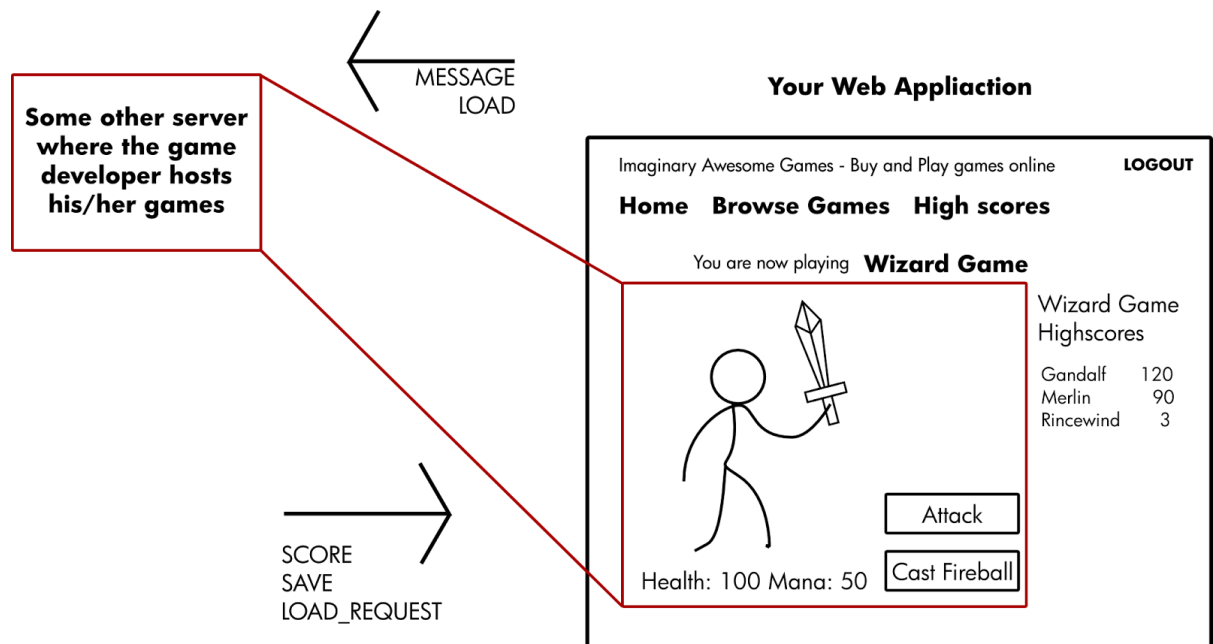 MESSAGE
LOAD
Your Web Appliaction
Some other server
where the game
developer hosts
his/her games
Imaginary Awesome Games - Buy and Play games online LOGOUT
Home Browse Games High scores
You are now playing Wizard Game
Wizard Game
Highscores
Gandalf 120
Merlin 90
Rincewind 3
Attack
Cast Fireball
Health: 100 Mana: 50
SCORE
SAVE
LOAD_REQUEST